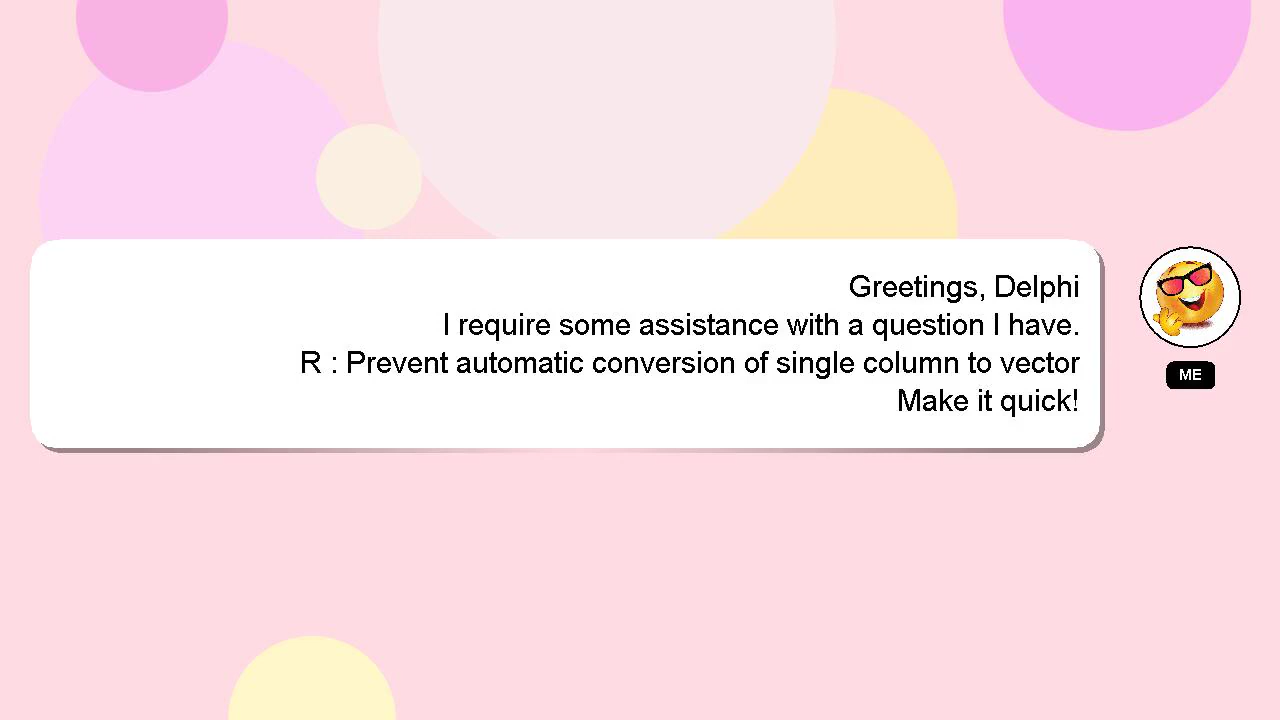 Greetings, Delphi
I require some assistance with a question I have.
R : Prevent automatic conversion of single column to vector
Make it quick!
ME